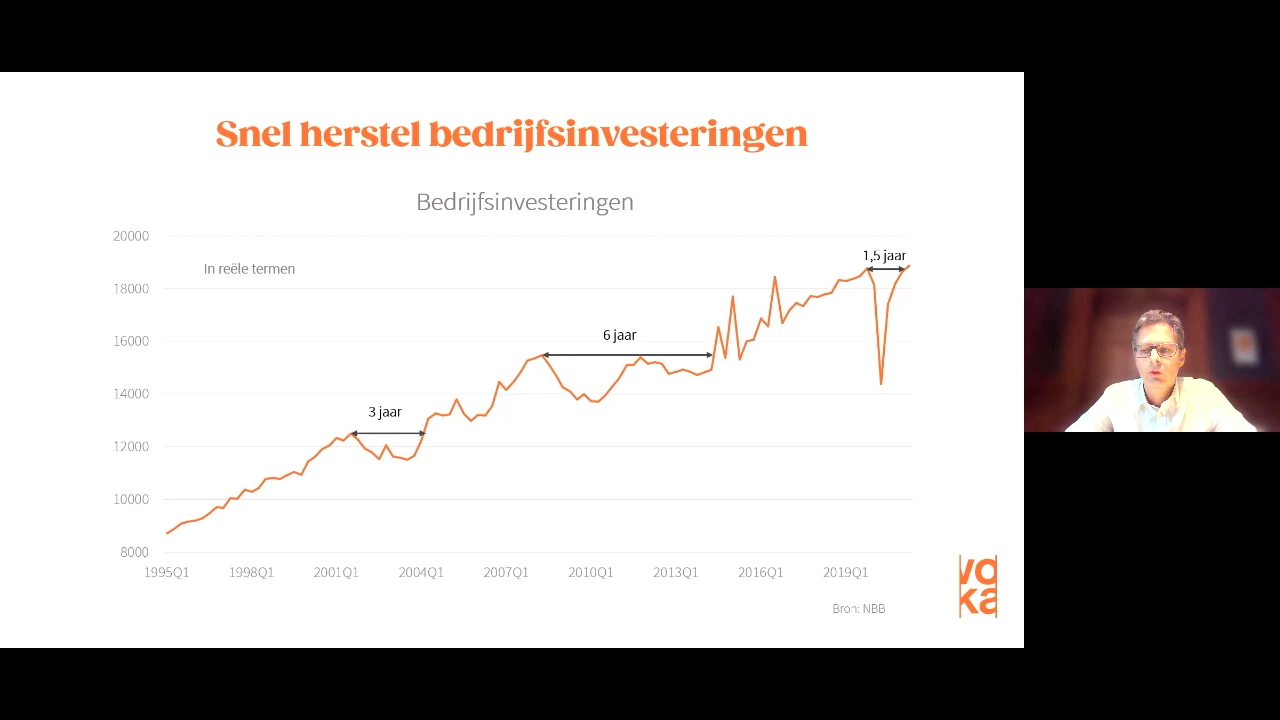 Snel herstel bedrijfsinvesteringen
Bedrijfsinvesteringen
20000
In reële termen
18000
16000
14000
12000
10000
8000
1,5 jaar
6 jaar
3 jaar
1995Q1 1998Q1 2001Q1 2004Q1 2007Q1 2010Q1 2013Q1 2016Q1 2019Q1
Bron: NBB
vo
ka